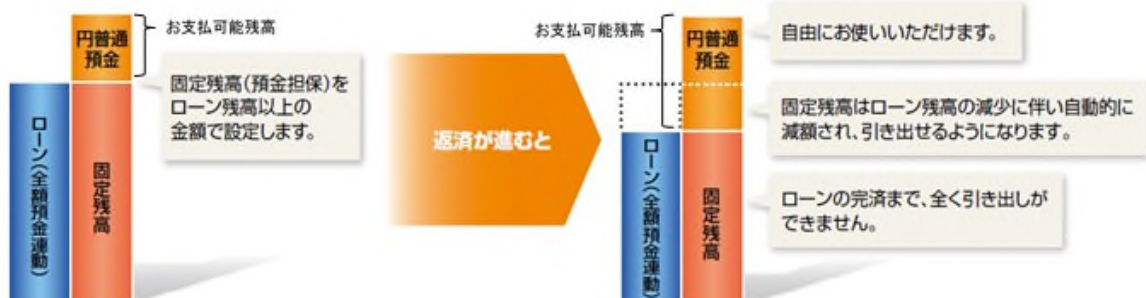 お支払可能残高
円普通
預金
固定残高(預金担保)を
ローン残高以上の
金額で設定します。
ローン(全額預金連動)
固定残高
返済が進むと
お支払可能残高
円普通
預金
自由にお使いいただけます。
固定残高はローン残高の減少に伴い自動的に
減額され、引き出せるようになります。
ローン(全額預金連動)
固定残高
ローンの完済まで、全く引き出しが
できません。